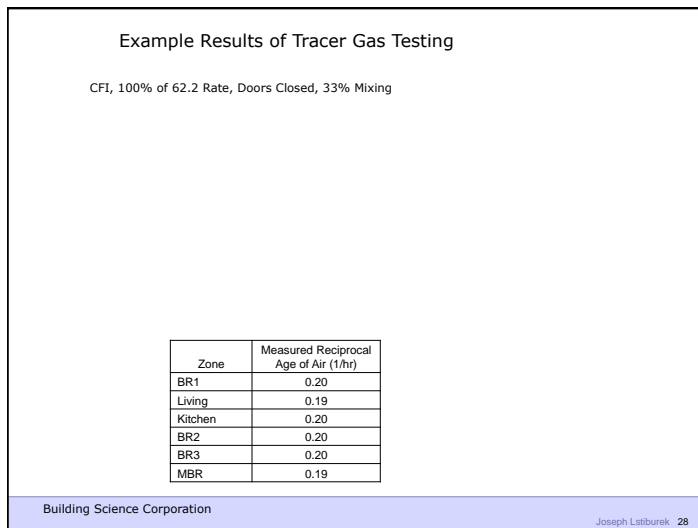 Example Results of Tracer Gas Testing
CFI, 100% of 62.2 Rate, Doors Closed, 33% Mixing
Zone Measured Reciprocal Age of Air (1/hr)
BR1 0.20
Living 0.19
Kitchen 0.20
BR2 0.20
BR3 0.20
MBR 0.19
Building Science Corporation
Joseph Lstiburek 28